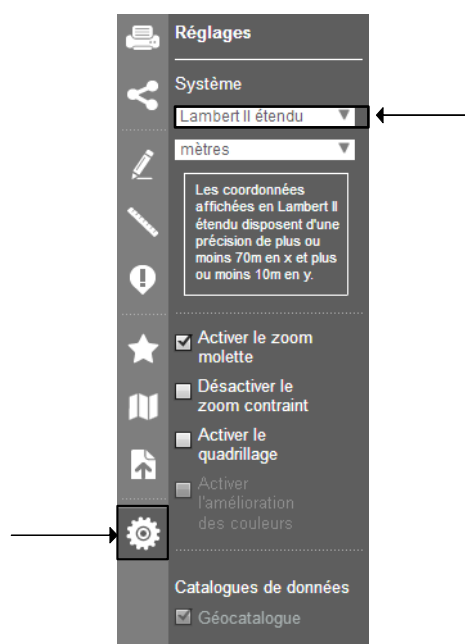 Réglages
Système
Lambert II étendu
mètres
Les coordonnées
affichées en Lambert II
étendu disposent d'une
précision de plus ou
moins 70m en x et plus
ou moins 10m en y.
Activer le zoom
molette
Désactiver le
zoom contraint
Activer le
quadrillage
Activer
l'amélioration
des couleurs
Catalogues de données
Géocatalogue